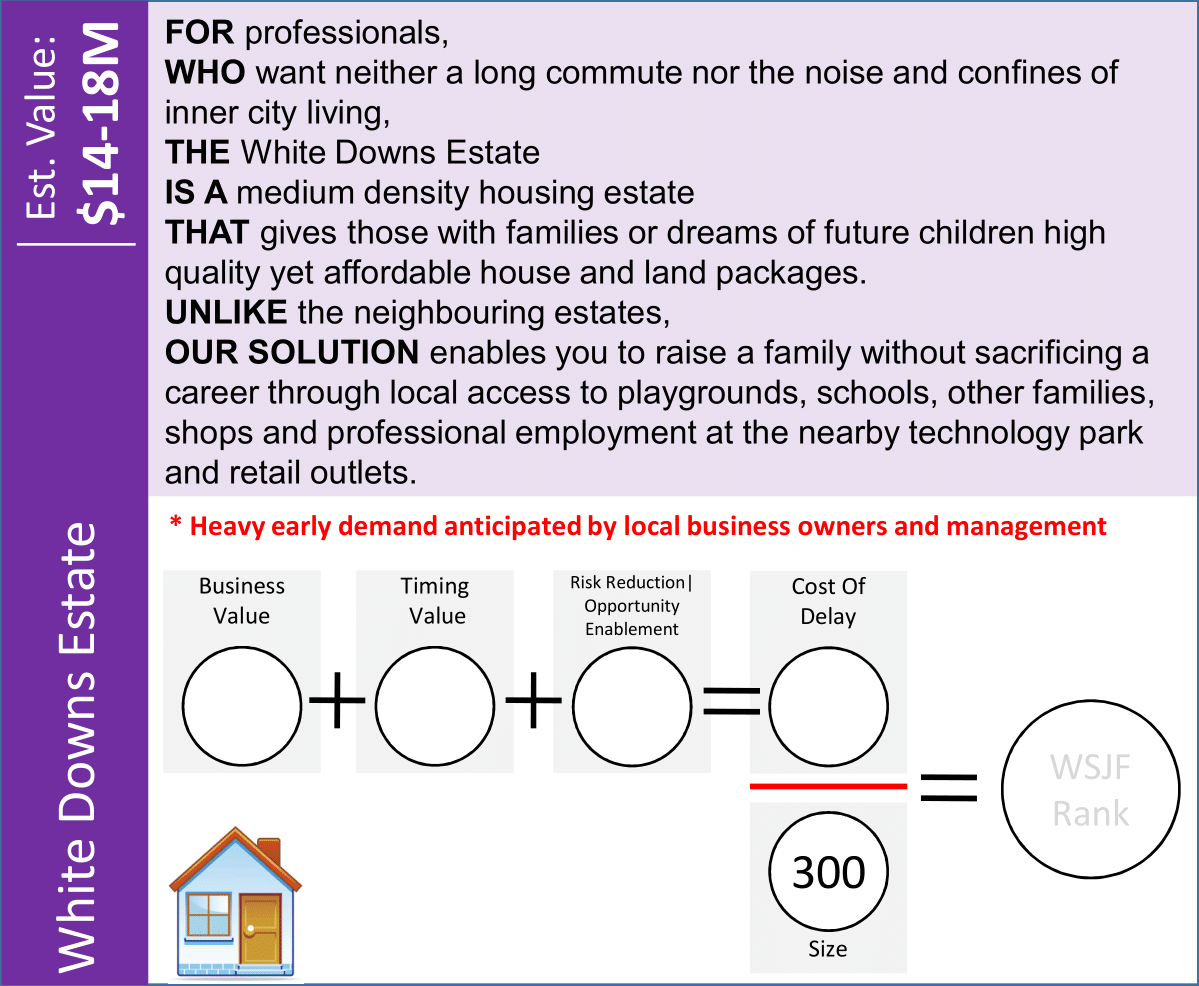 Est. Value:
$14-18M
White Downs Estate
FOR professionals,
WHO want neither a long commute nor the noise and confines of
inner city living,
THE White Downs Estate
IS A medium density housing estate
THAT gives those with families or dreams of future children high
quality yet affordable house and land packages.
UNLIKE the neighbouring estates,
OUR SOLUTION enables you to raise a family without sacrificing a
career through local access to playgrounds, schools, other families,
shops and professional employment at the nearby technology park
and retail outlets.
* Heavy early demand anticipated by local business owners and management
Business
Value
+
Timing
Value
+
Risk Reduction|
Opportunity
Enablement
=
Cost Of
Delay
300
Size
=
WSJF
Rank